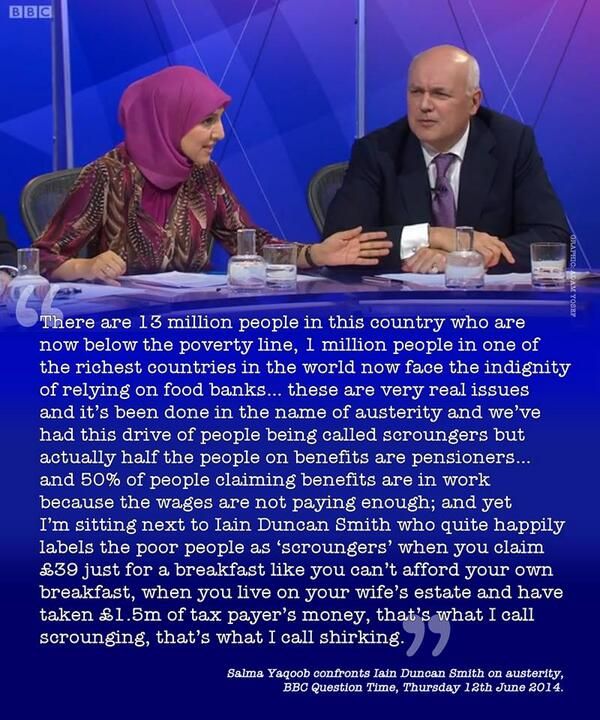 BBC
GRAPHIC: ADAM YOSEF
“
There are 13 million people in this country who are
now below the poverty line, 1 million people in one of
the richest countries in the world now face the indignity
of relying on food banks... these are very real issues
and it's been done in the name of austerity and we've
had this drive of people being called scroungers but
actually half the people on benefits are pensioners...
and 50% of people claiming benefits are in work
because the wages are not paying enough; and yet
I'm sitting next to Iain Duncan Smith who quite happily
labels the poor people as ‘scroungers’ when you claim
£39 just for a breakfast like you can't afford your own
breakfast, when you live on your wife's estate and have
taken £1.5m of tax payer's money, that's what I call
scrounging, that's what I call shirking.
”
Salma Yaqoob confronts Iain Duncan Smith on austerity,
BBC Question Time, Thursday 12th June 2014.